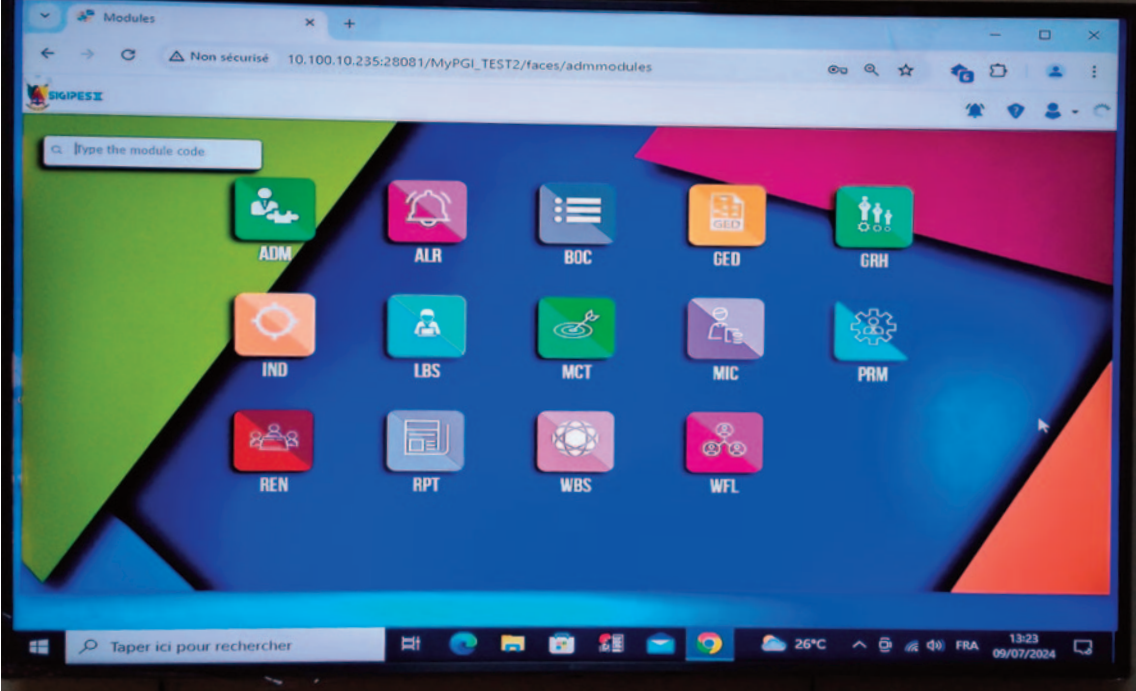 Modules
Non sécurisé 10.100.10.235:28081/MyPGI_TEST2/faces/admmodules
SIGIPES II
Type the module code
ADM ALR BOC GED GRH
GED
IND LBS MCT MIC PRM
REN RPT WBS WFL
Taper ici pour rechercher
26°C
FRA
13:23
09/07/2024